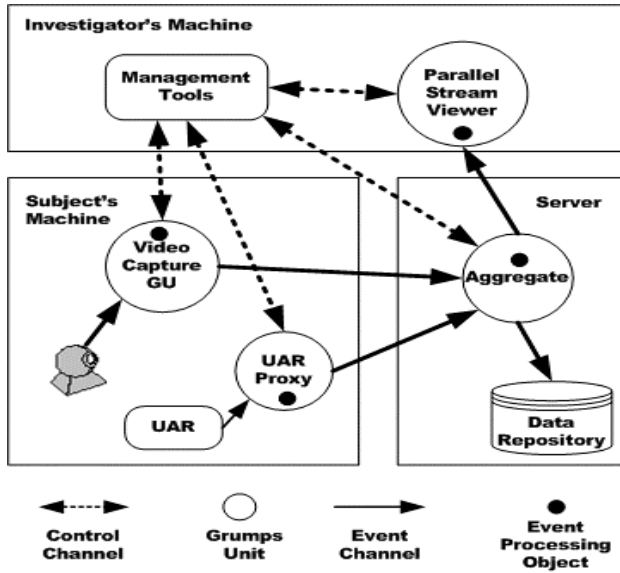 Investigator's Machine
Management
Tools
Parallel
Stream
Viewer
Subject's
Machine
Server
Video
Capture
GU
Aggregate
UAR
Proxy
UAR
Data
Repository
Control
Channel
Grumps
Unit
Event
Channel
Event
Processing
Object